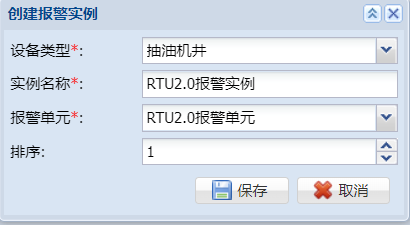 创建报警实例
设备类型*: 抽油机井
实例名称*: RTU2.0报警实例
报警单元*: RTU2.0报警单元
排序: 1
保存 取消